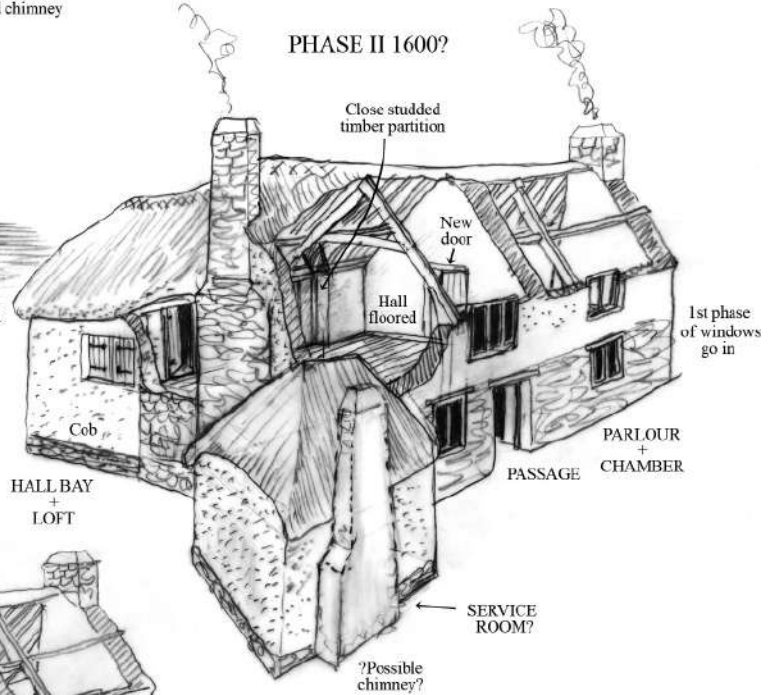 chimney
PHASE II 1600?
Close studded
timber partition
New
door
Hall
floored
1st phase
of windows
go in
Cob
HALL BAY
+
LOFT
PARLOUR
+
CHAMBER
PASSAGE
SERVICE
ROOM?
?Possible
chimney?